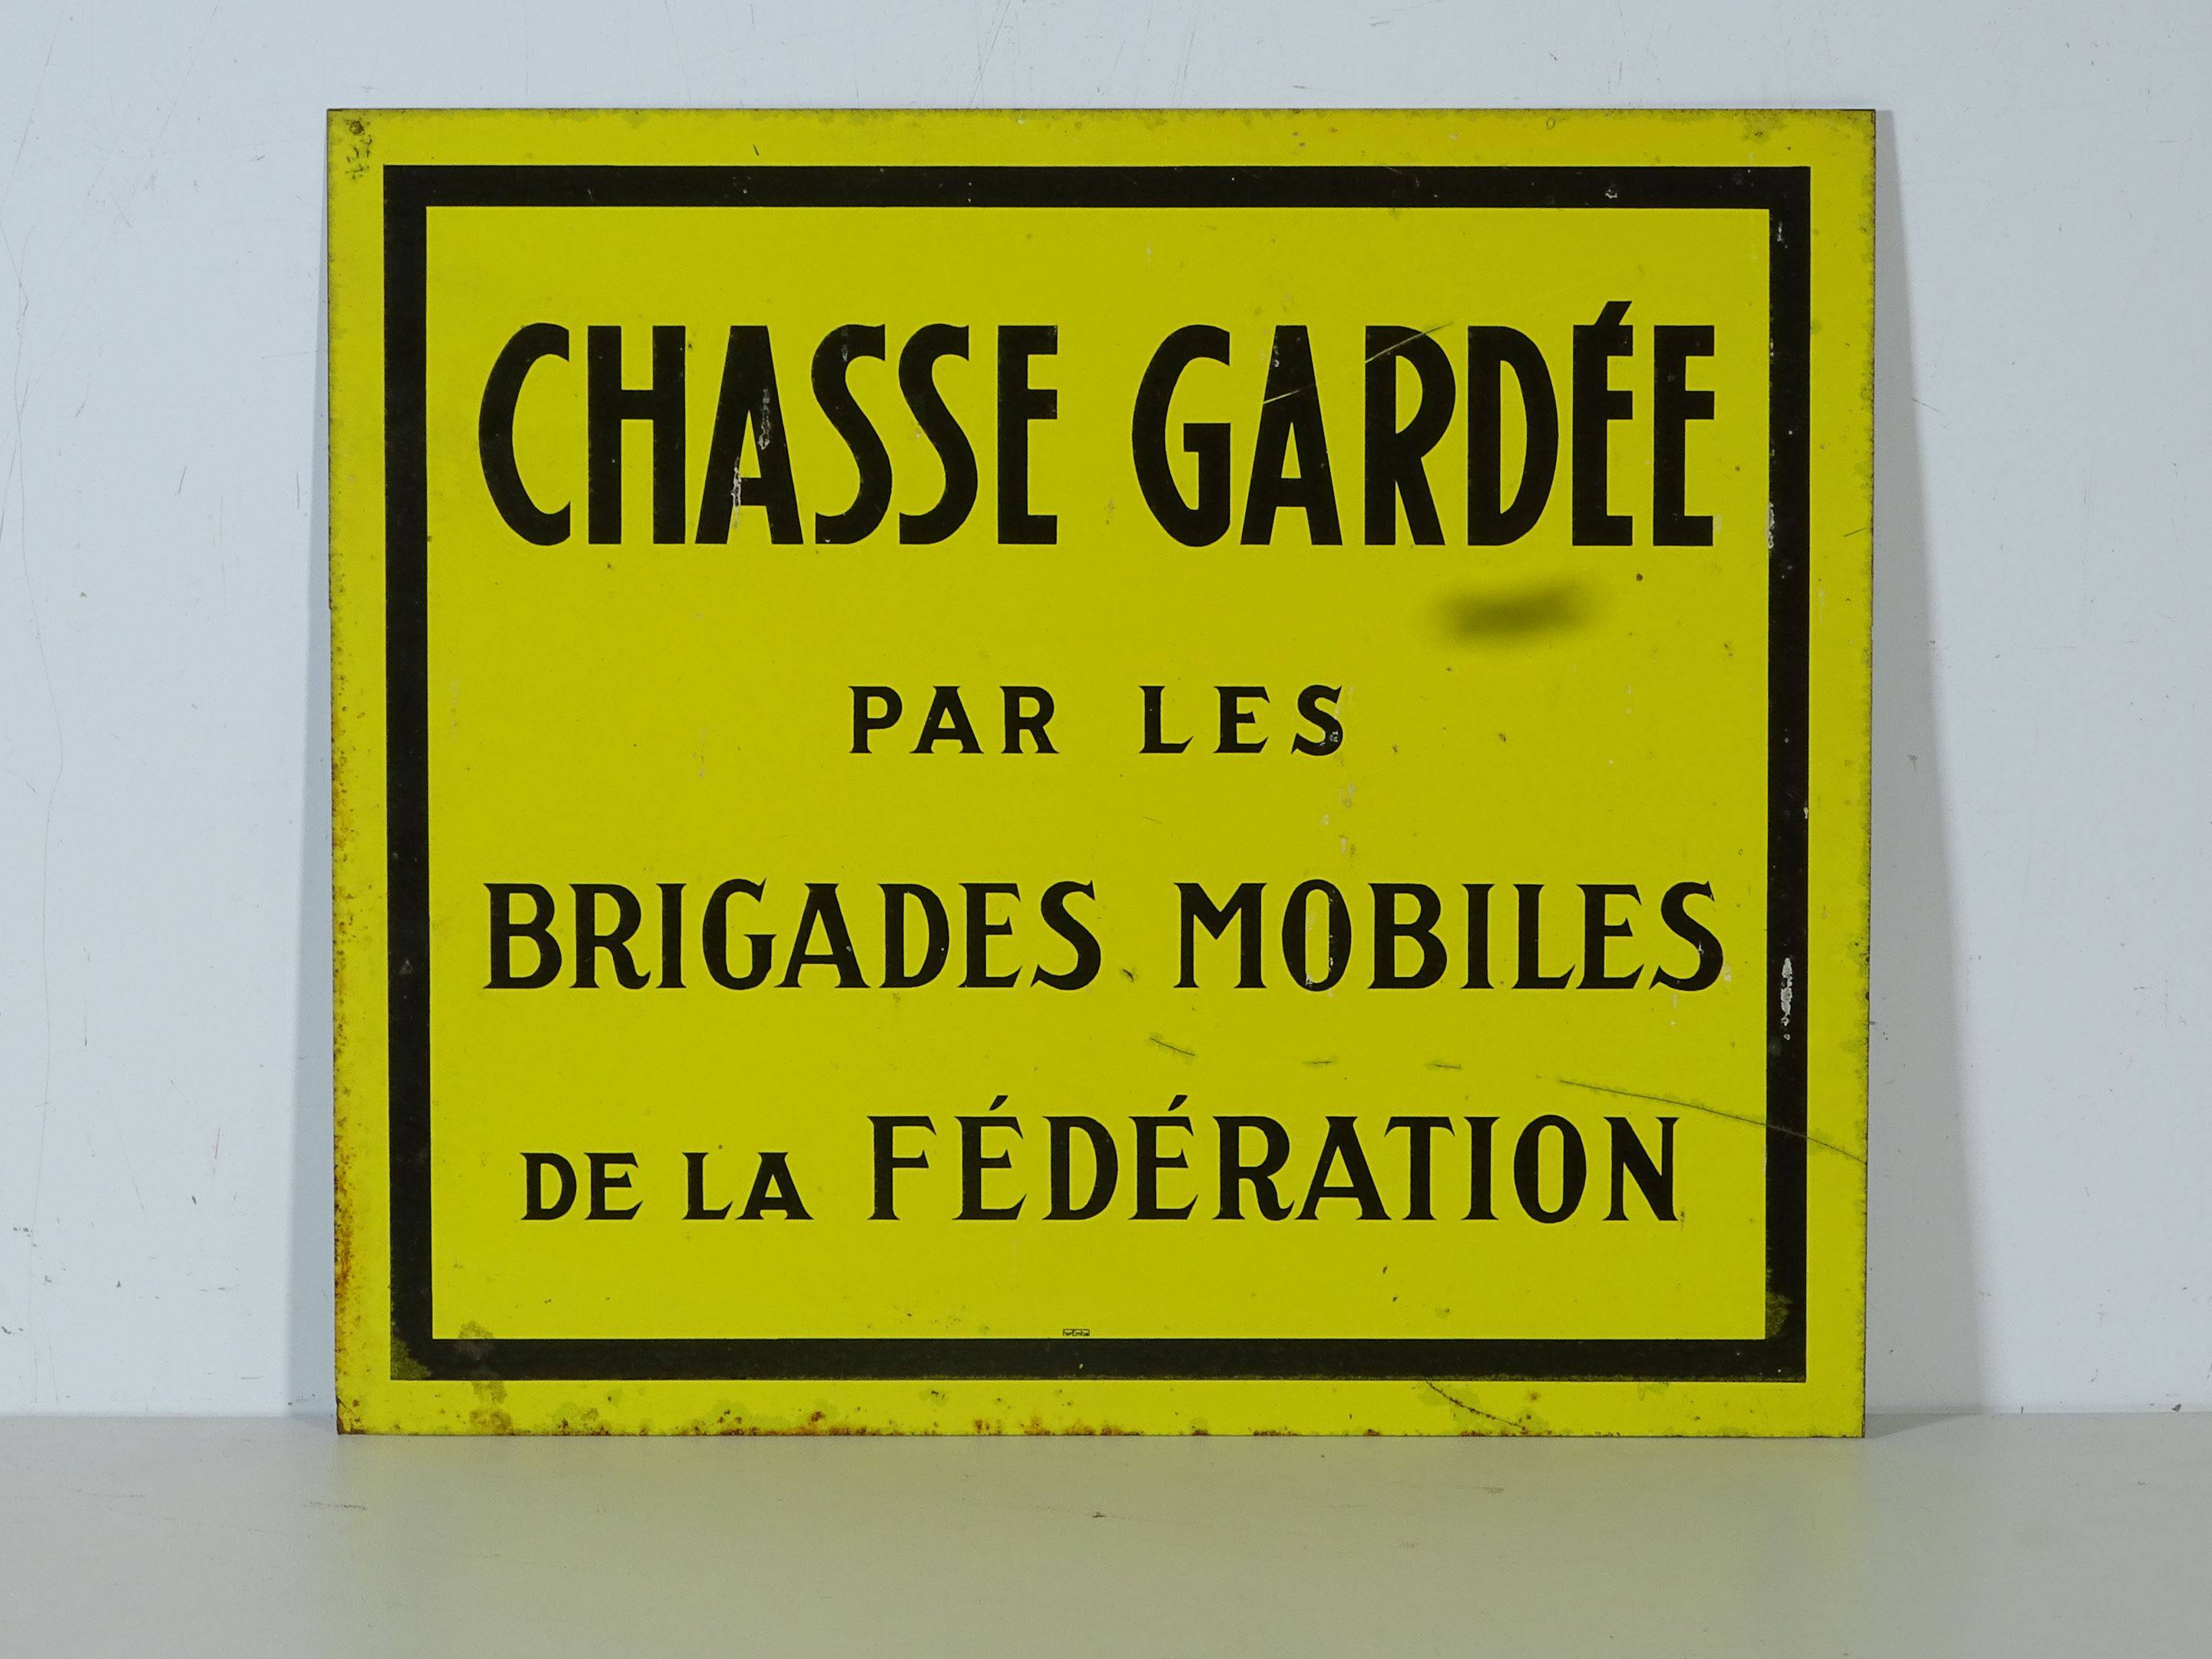 CHASSE GARDÉE
PAR LES
BRIGADES MOBILES
DE LA FÉDÉRATION